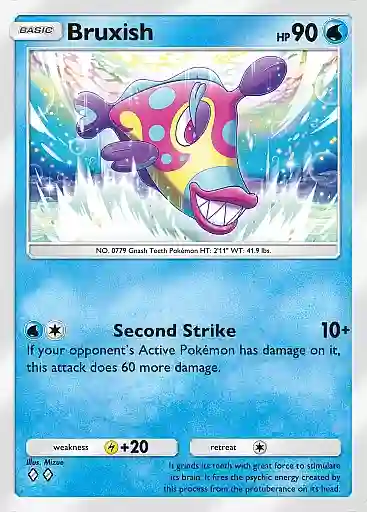 BASIC Bruxish HP 90
NO. 0779 Gnash Teeth Pokémon HT: 2'11" WT: 41.9 lbs.
Second Strike 10+
If your opponent's Active Pokémon has damage on it,
this attack does 60 more damage.
weakness +20 retreat
Illus. Mizue
It grinds its teeth with great force to stimulate
its brain. It fires the psychic energy created by
this process from the protuberance on its head.